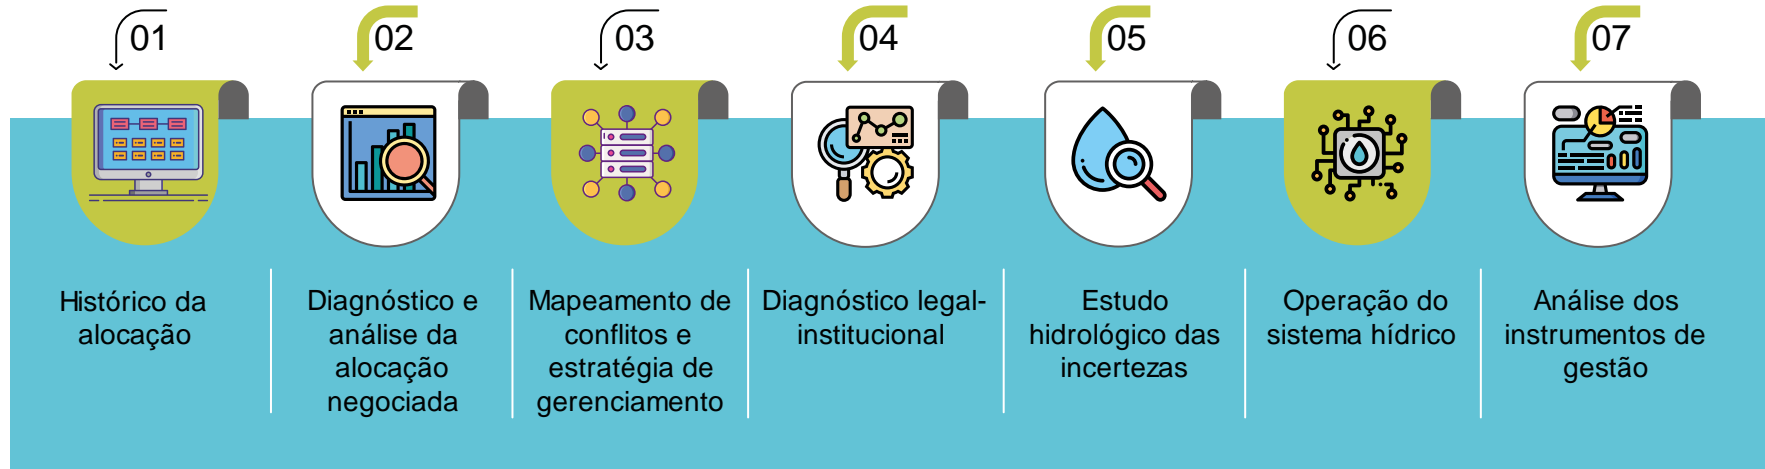 01
Histórico da
alocação
02
Diagnóstico e
análise da
alocação
negociada
03
Mapeamento de
conflitos e
estratégia de
gerenciamento
04
Diagnóstico legal-
institucional
05
Estudo
hidrológico das
incertezas
06
Operação do
sistema hídrico
07
Análise dos
instrumentos de
gestão